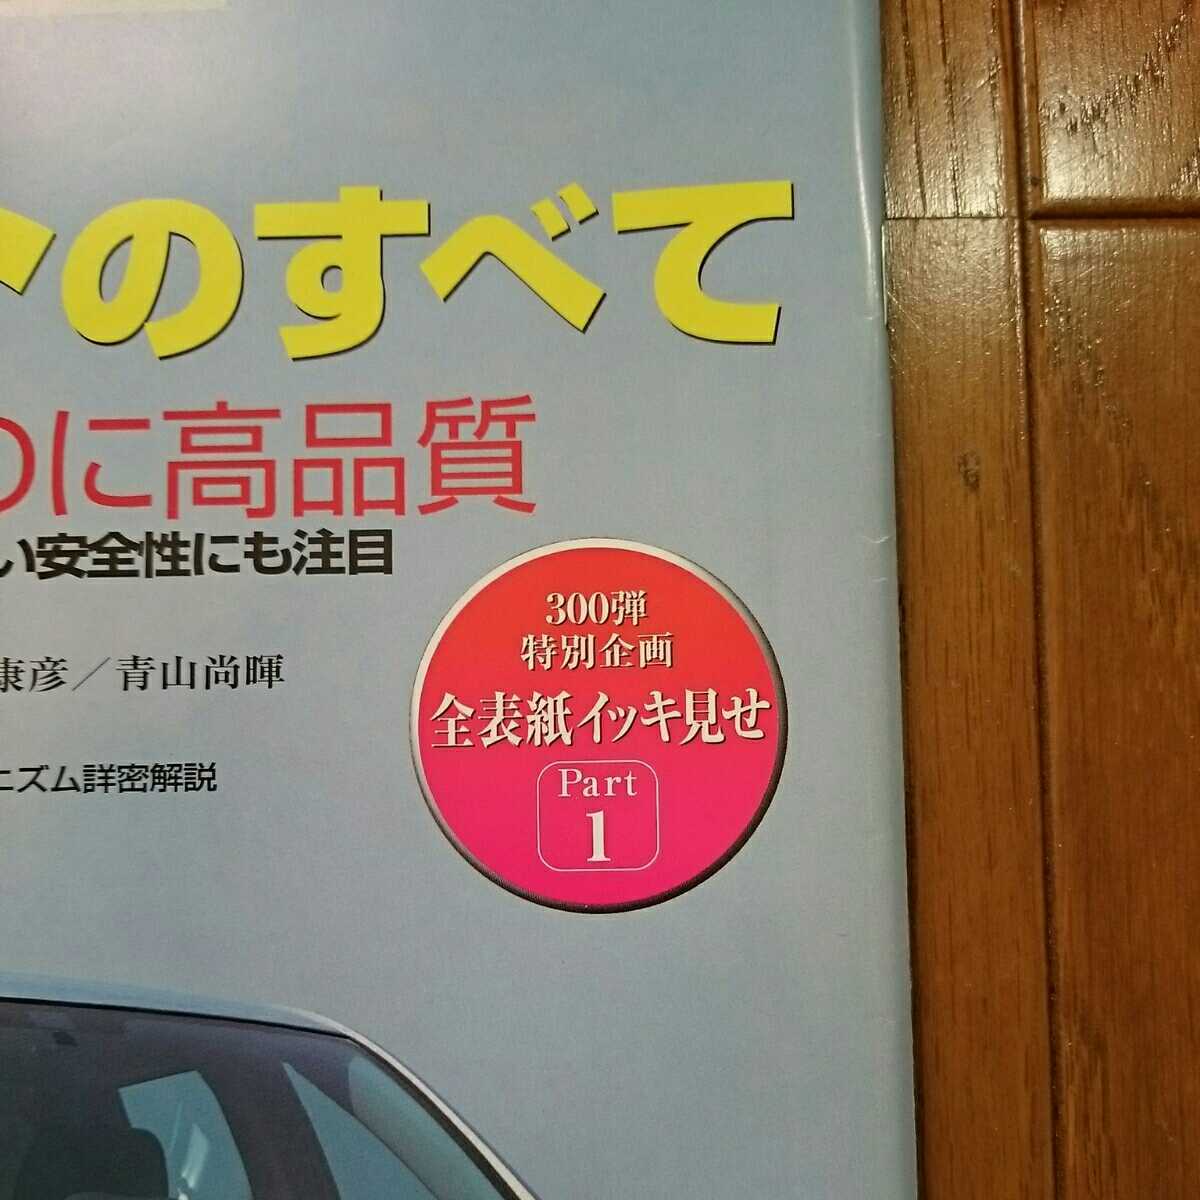 のすべて
に高品質
い安全性にも注目
康彦／青山尚暉
ニズム詳密解説
300弾
特別企画
全表紙イッキ見せ
Part
1